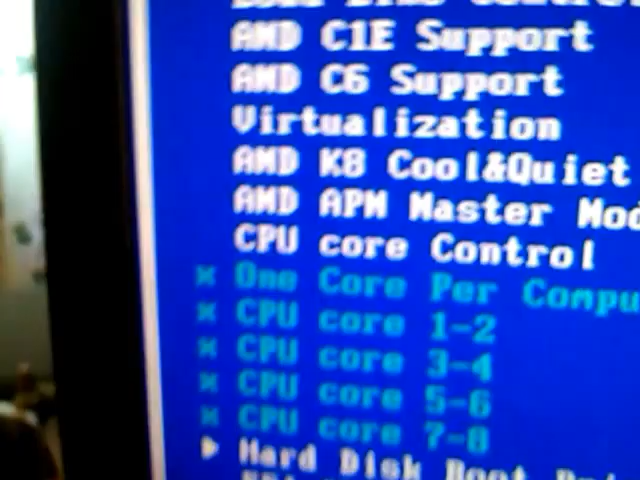 AMD C1E Support
AMD C6 Support
Virtualization
AMD K8 Cool&Quiet
AMD APM Master
CPU core Control
x One Core Per
x CPU core 1-2
x CPU core 3-4
x CPU core 5-6
x CPU core 7-8
Hard Disk Boot